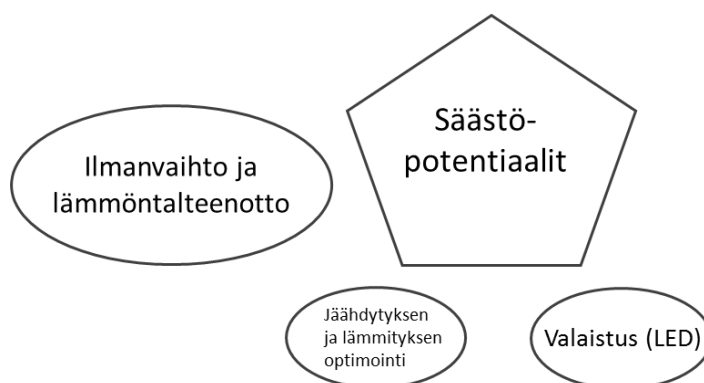 Säästö-
potentiaalit
Ilmanvaihto ja
lämmöntalteenotto
Jäähdytyksen
ja lämmityksen
optimointi
Valaistus (LED)